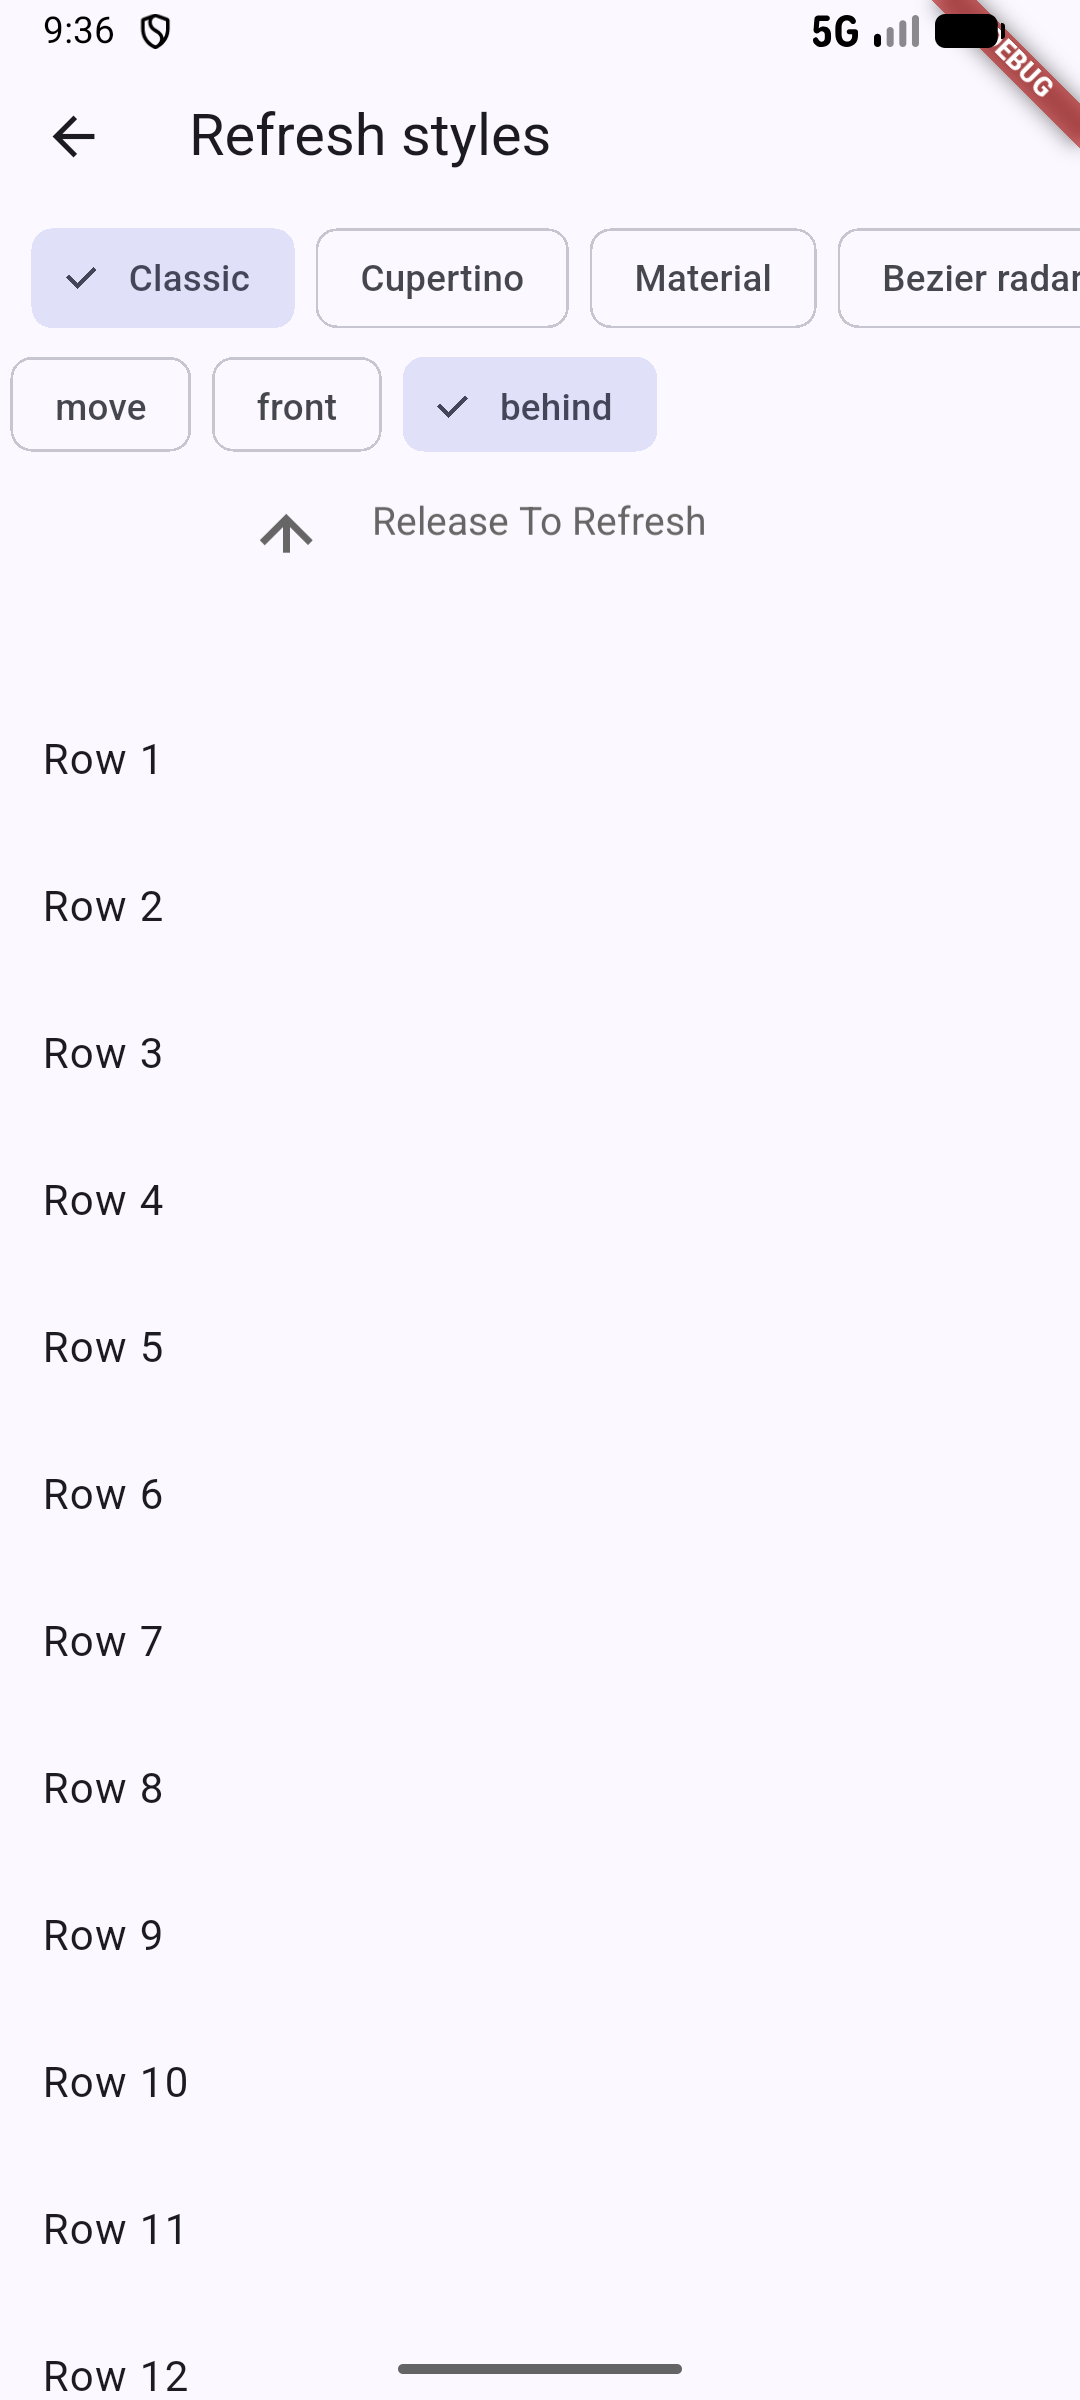 9:36 5G
EBUG
Refresh styles
Classic Cupertino Material Bezier radar
move front behind
Release To Refresh
Row 1
Row 2
Row 3
Row 4
Row 5
Row 6
Row 7
Row 8
Row 9
Row 10
Row 11
Row 12